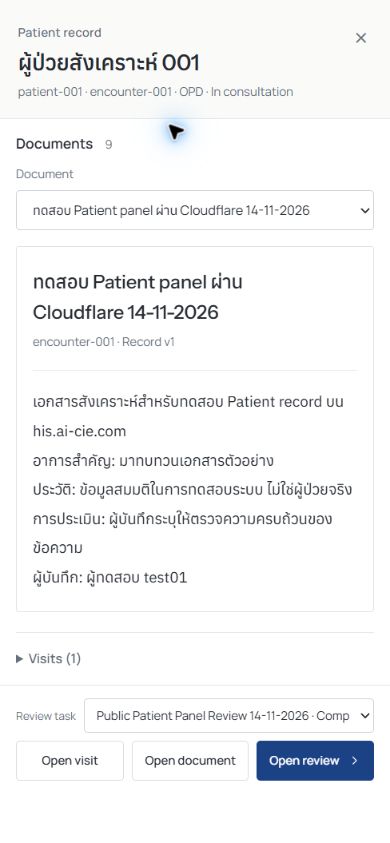 Patient record
ผู้ป่วยสังเคราะห์ 001
patient-001 · encounter-001 · OPD · In consultation
Documents 9
Document
ทดสอบ Patient panel ผ่าน Cloudflare 14-11-2026
ทดสอบ Patient panel ผ่าน
Cloudflare 14-11-2026
encounter-001 · Record v1
เอกสารสังเคราะห์สำหรับทดสอบ Patient record บน
his.ai-cie.com
อาการสำคัญ: มาทบทวนเอกสารตัวอย่าง
ประวัติ: ข้อมูลสมมติในการทดสอบระบบ ไม่ใช่ผู้ป่วยจริง
การประเมิน: ผู้บันทึกระบุให้ตรวจความครบถ้วนของ
ข้อความ
ผู้บันทึก: ผู้ทดสอบ test01
Visits (1)
Review task
Public Patient Panel Review 14-11-2026 · Comp
Open visit
Open document
Open review